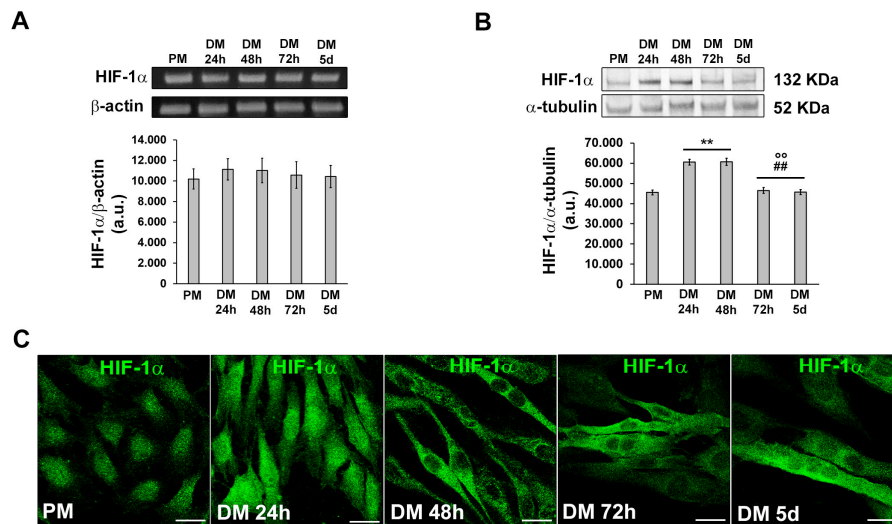 A
PM
DM
24h
DM
48h
DM
72h
DM
5d
HIF-1α
β-actin
14.000
12.000
10.000
8.000
6.000
4.000
2.000
0.000
HIF-1α/β-actin
(a.u.)
PM
DM
24h
DM
48h
DM
72h
DM
5d
B
PM
DM
24h
DM
48h
DM
72h
DM
5d
HIF-1α
132 KDa
α-tubulin
52 KDa
70.000
60.000
50.000
40.000
30.000
20.000
10.000
0.000
HIF-1α/α-tubulin
(a.u.)
**
°°
##
PM
DM
24h
DM
48h
DM
72h
DM
5d
C
HIF-1α
PM
HIF-1α
DM 24h
HIF-1α
DM 48h
HIF-1α
DM 72h
HIF-1α
DM 5d